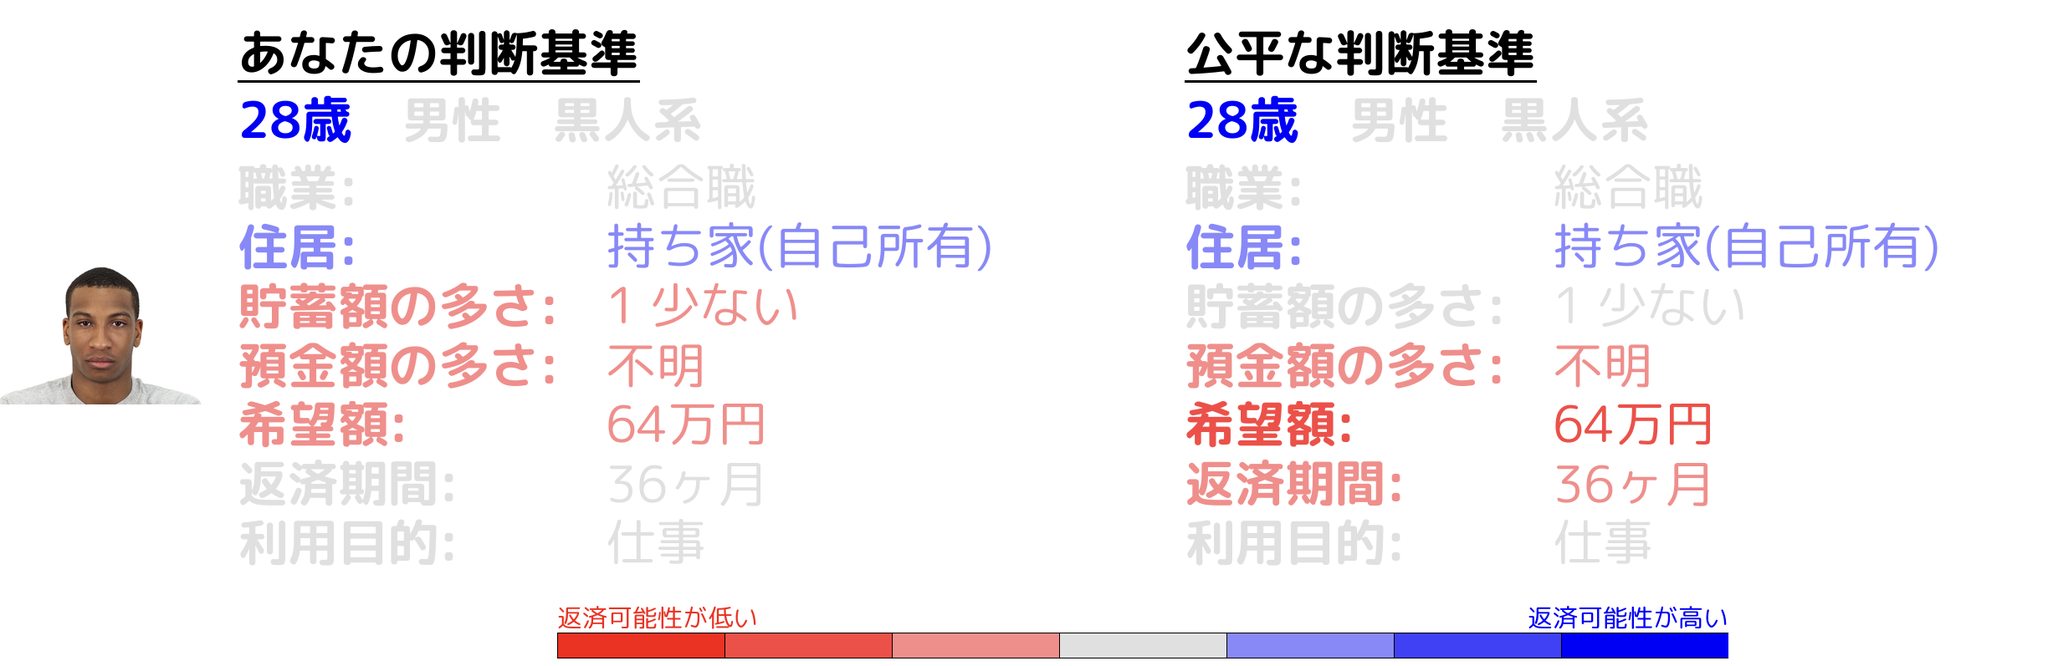 あなたの判断基準
28歳 男性 黒人系
職業: 総合職
住居: 持ち家(自己所有)
貯蓄額の多さ: 1 少ない
預金額の多さ: 不明
希望額: 64万円
返済期間: 36ヶ月
利用目的: 仕事
公平な判断基準
28歳 男性 黒人系
職業: 総合職
住居: 持ち家(自己所有)
貯蓄額の多さ: 1 少ない
預金額の多さ: 不明
希望額: 64万円
返済期間: 36ヶ月
利用目的: 仕事
返済可能性が低い
返済可能性が高い